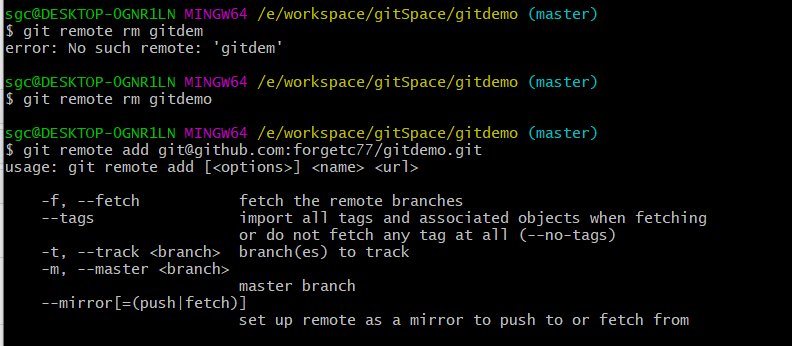 sgc@DESKTOP-OGNR1LN MINGW64 /e/workspace/gitSpace/gitdemo (master)
$ git remote rm gitdem
error: No such remote: 'gitdem'
sgc@DESKTOP-OGNR1LN MINGW64 /e/workspace/gitSpace/gitdemo (master)
$ git remote rm gitdemo
sgc@DESKTOP-OGNR1LN MINGW64 /e/workspace/gitSpace/gitdemo (master)
$ git remote add git@github.com:forgetc77/gitdemo.git
usage: git remote add [<options>] <name> <url>
-f, --fetch fetch the remote branches
--tags import all tags and associated objects when fetching
or do not fetch any tag at all (--no-tags)
-t, --track <branch> branch(es) to track
-m, --master <branch>
master branch
--mirror[=(push|fetch)]
set up remote as a mirror to push to or fetch from